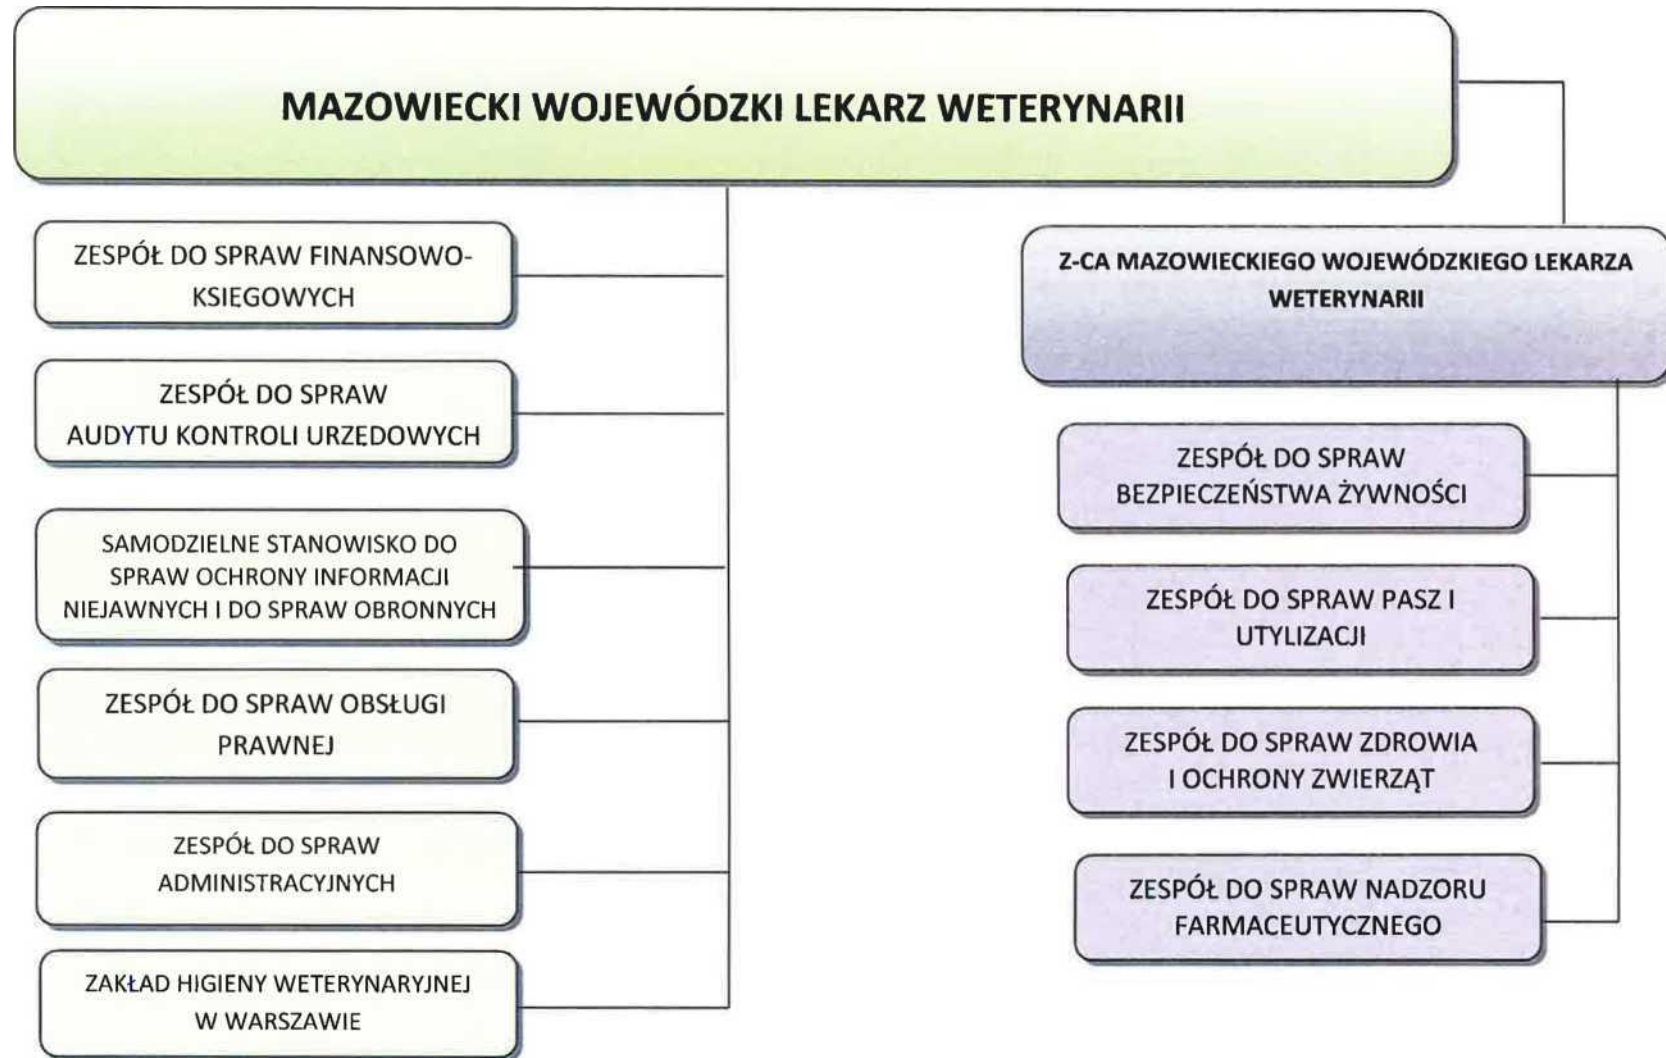 MAZOWIECKI WOJEWÓDZKI LEKARZ WETERYNARII
ZESPÓŁ DO SPRAW FINANSOWO-
KSIĘGOWYCH
ZESPÓŁ DO SPRAW
AUDYTU KONTROLI URZĘDOWYCH
SAMODZIELNE STANOWISKO DO
SPRAW OCHRONY INFORMACJI
NIEJAWNYCH I DO SPRAW OBRONNYCH
ZESPÓŁ DO SPRAW OBSŁUGI
PRAWNEJ
ZESPÓŁ DO SPRAW
ADMINISTRACYJNYCH
ZAKŁAD HIGIENY WETERYNARYJNEJ
W WARSZAWIE
Z-CA MAZOWIECKIEGO WOJEWÓDZKIEGO LEKARZA
WETERYNARII
ZESPÓŁ DO SPRAW
BEZPIECZEŃSTWA ŻYWNOŚCI
ZESPÓŁ DO SPRAW PASZ I
UTYLIZACJI
ZESPÓŁ DO SPRAW ZDROWIA
I OCHRONY ZWIERZĄT
ZESPÓŁ DO SPRAW NADZORU
FARMACEUTYCZNEGO